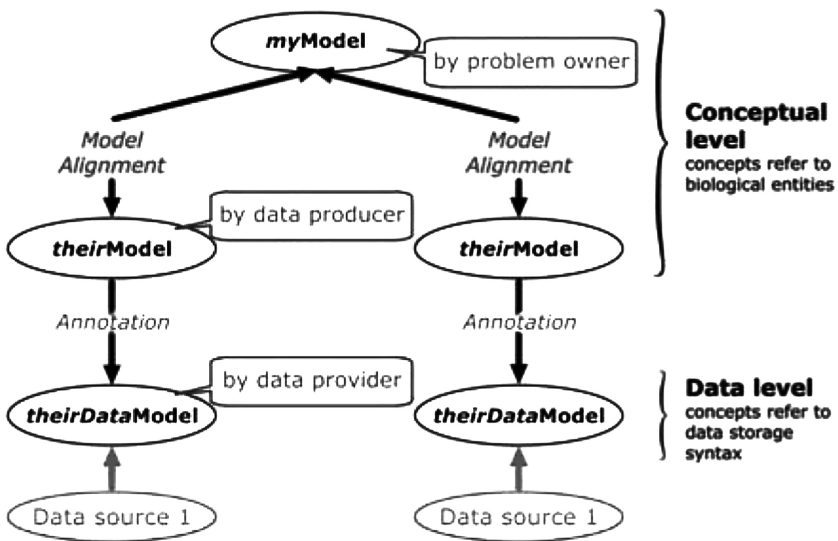 myModel
by problem owner
Conceptual
level
concepts refer to
biological entities
Model
Alignment
Model
Alignment
by data producer
theirModel
theirModel
Annotation
Annotation
by data provider
theirDataModel
theirDataModel
Data level
concepts refer to
data storage
syntax
Data source 1
Data source 1